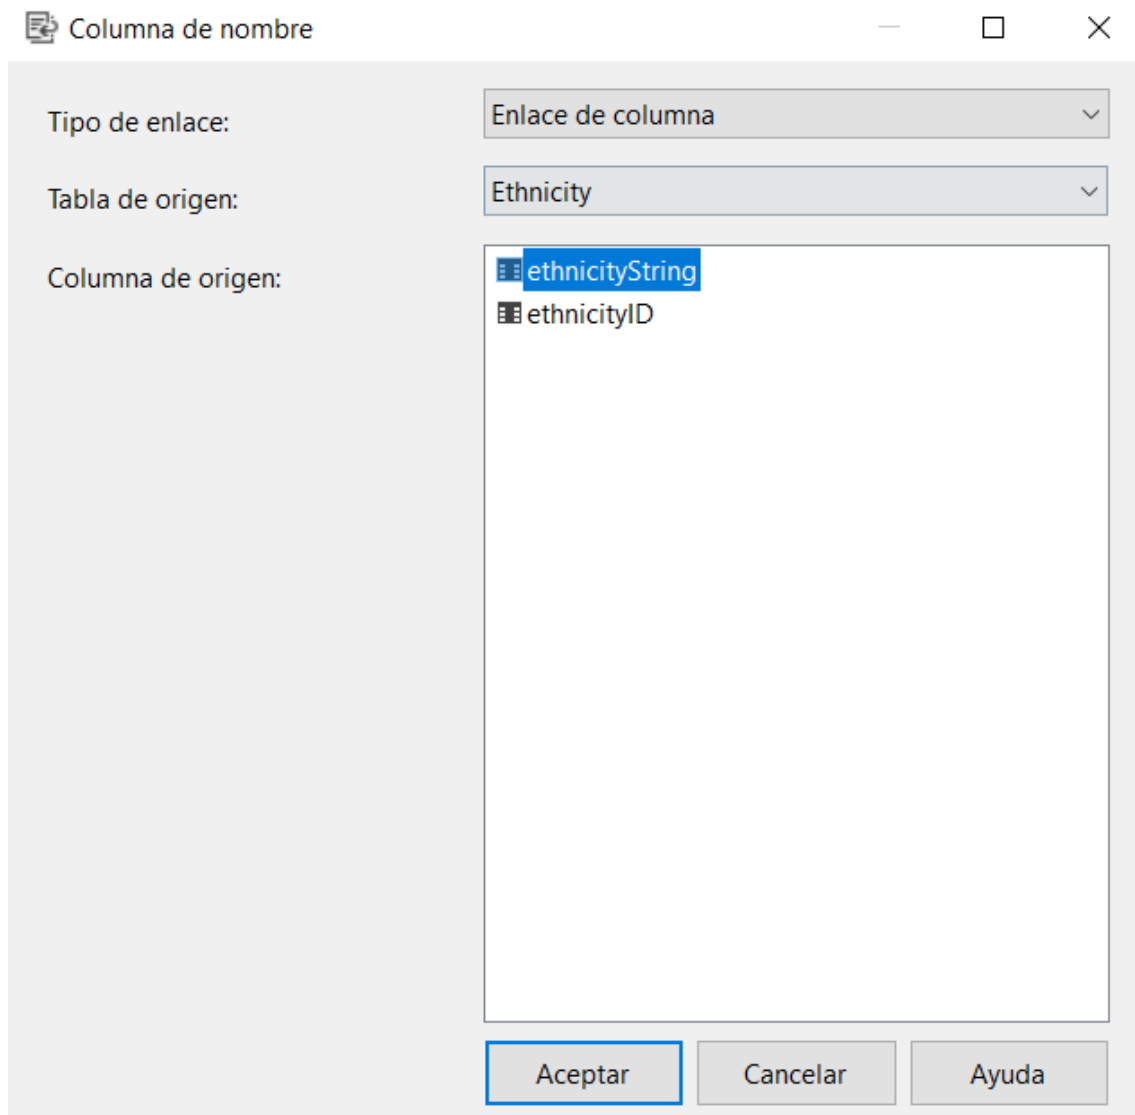 Columna de nombre
Tipo de enlace:
Enlace de columna
Tabla de origen:
Ethnicity
Columna de origen:
ethnicityString
ethnicityID
Aceptar
Cancelar
Ayuda